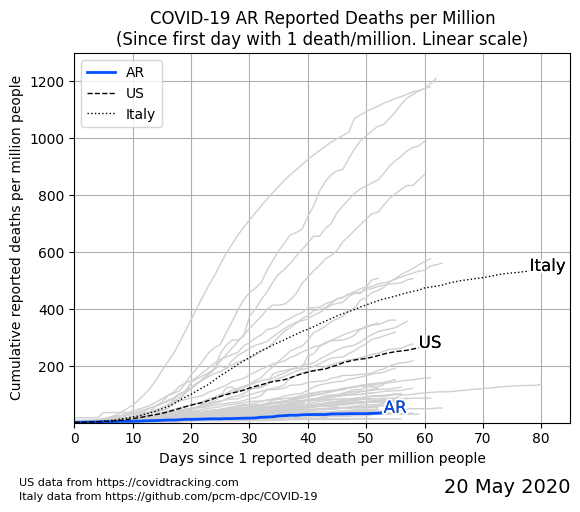 COVID-19 AR Reported Deaths per Million
(Since first day with 1 death/million. Linear scale)
Cumulative reported deaths per million people
1200
1000
800
600
400
200
AR
US
Italy
Italy
US
AR
0
10
20
30
40
50
60
70
80
Days since 1 reported death per million people
US data from https://covidtracking.com
Italy data from https://github.com/pcm-dpc/COVID-19
20 May 2020